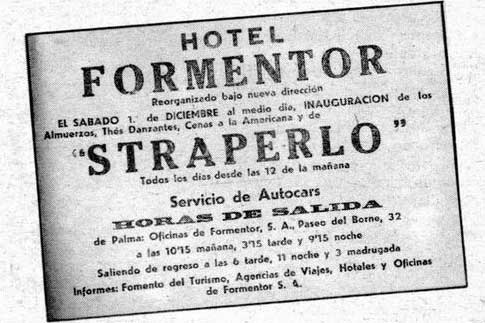 HOTEL
FORMENTOR
Reorganizado bajo nueva dirección
EL SABADO 1.º de DICIEMBRE al medio día, INAUGURACION de los
Almuerzos, Thés Danzantes, Cenas a la Americana y de
“STRAPERLO”
Todos los días desde las 12 de la mañana
Servicio de Autocars
HORAS DE SALIDA
de Palma: Oficinas de Formentor, S. A., Paseo del Borne, 32
a las 10'15 mañana, 3'15 tarde y 9'15 noche
Saliendo de regreso a las 6 tarde, 11 noche y 3 madrugada
Informes: Fomento del Turismo, Agencias de Viajes, Hoteles y Oficinas
de Formentor S. A.